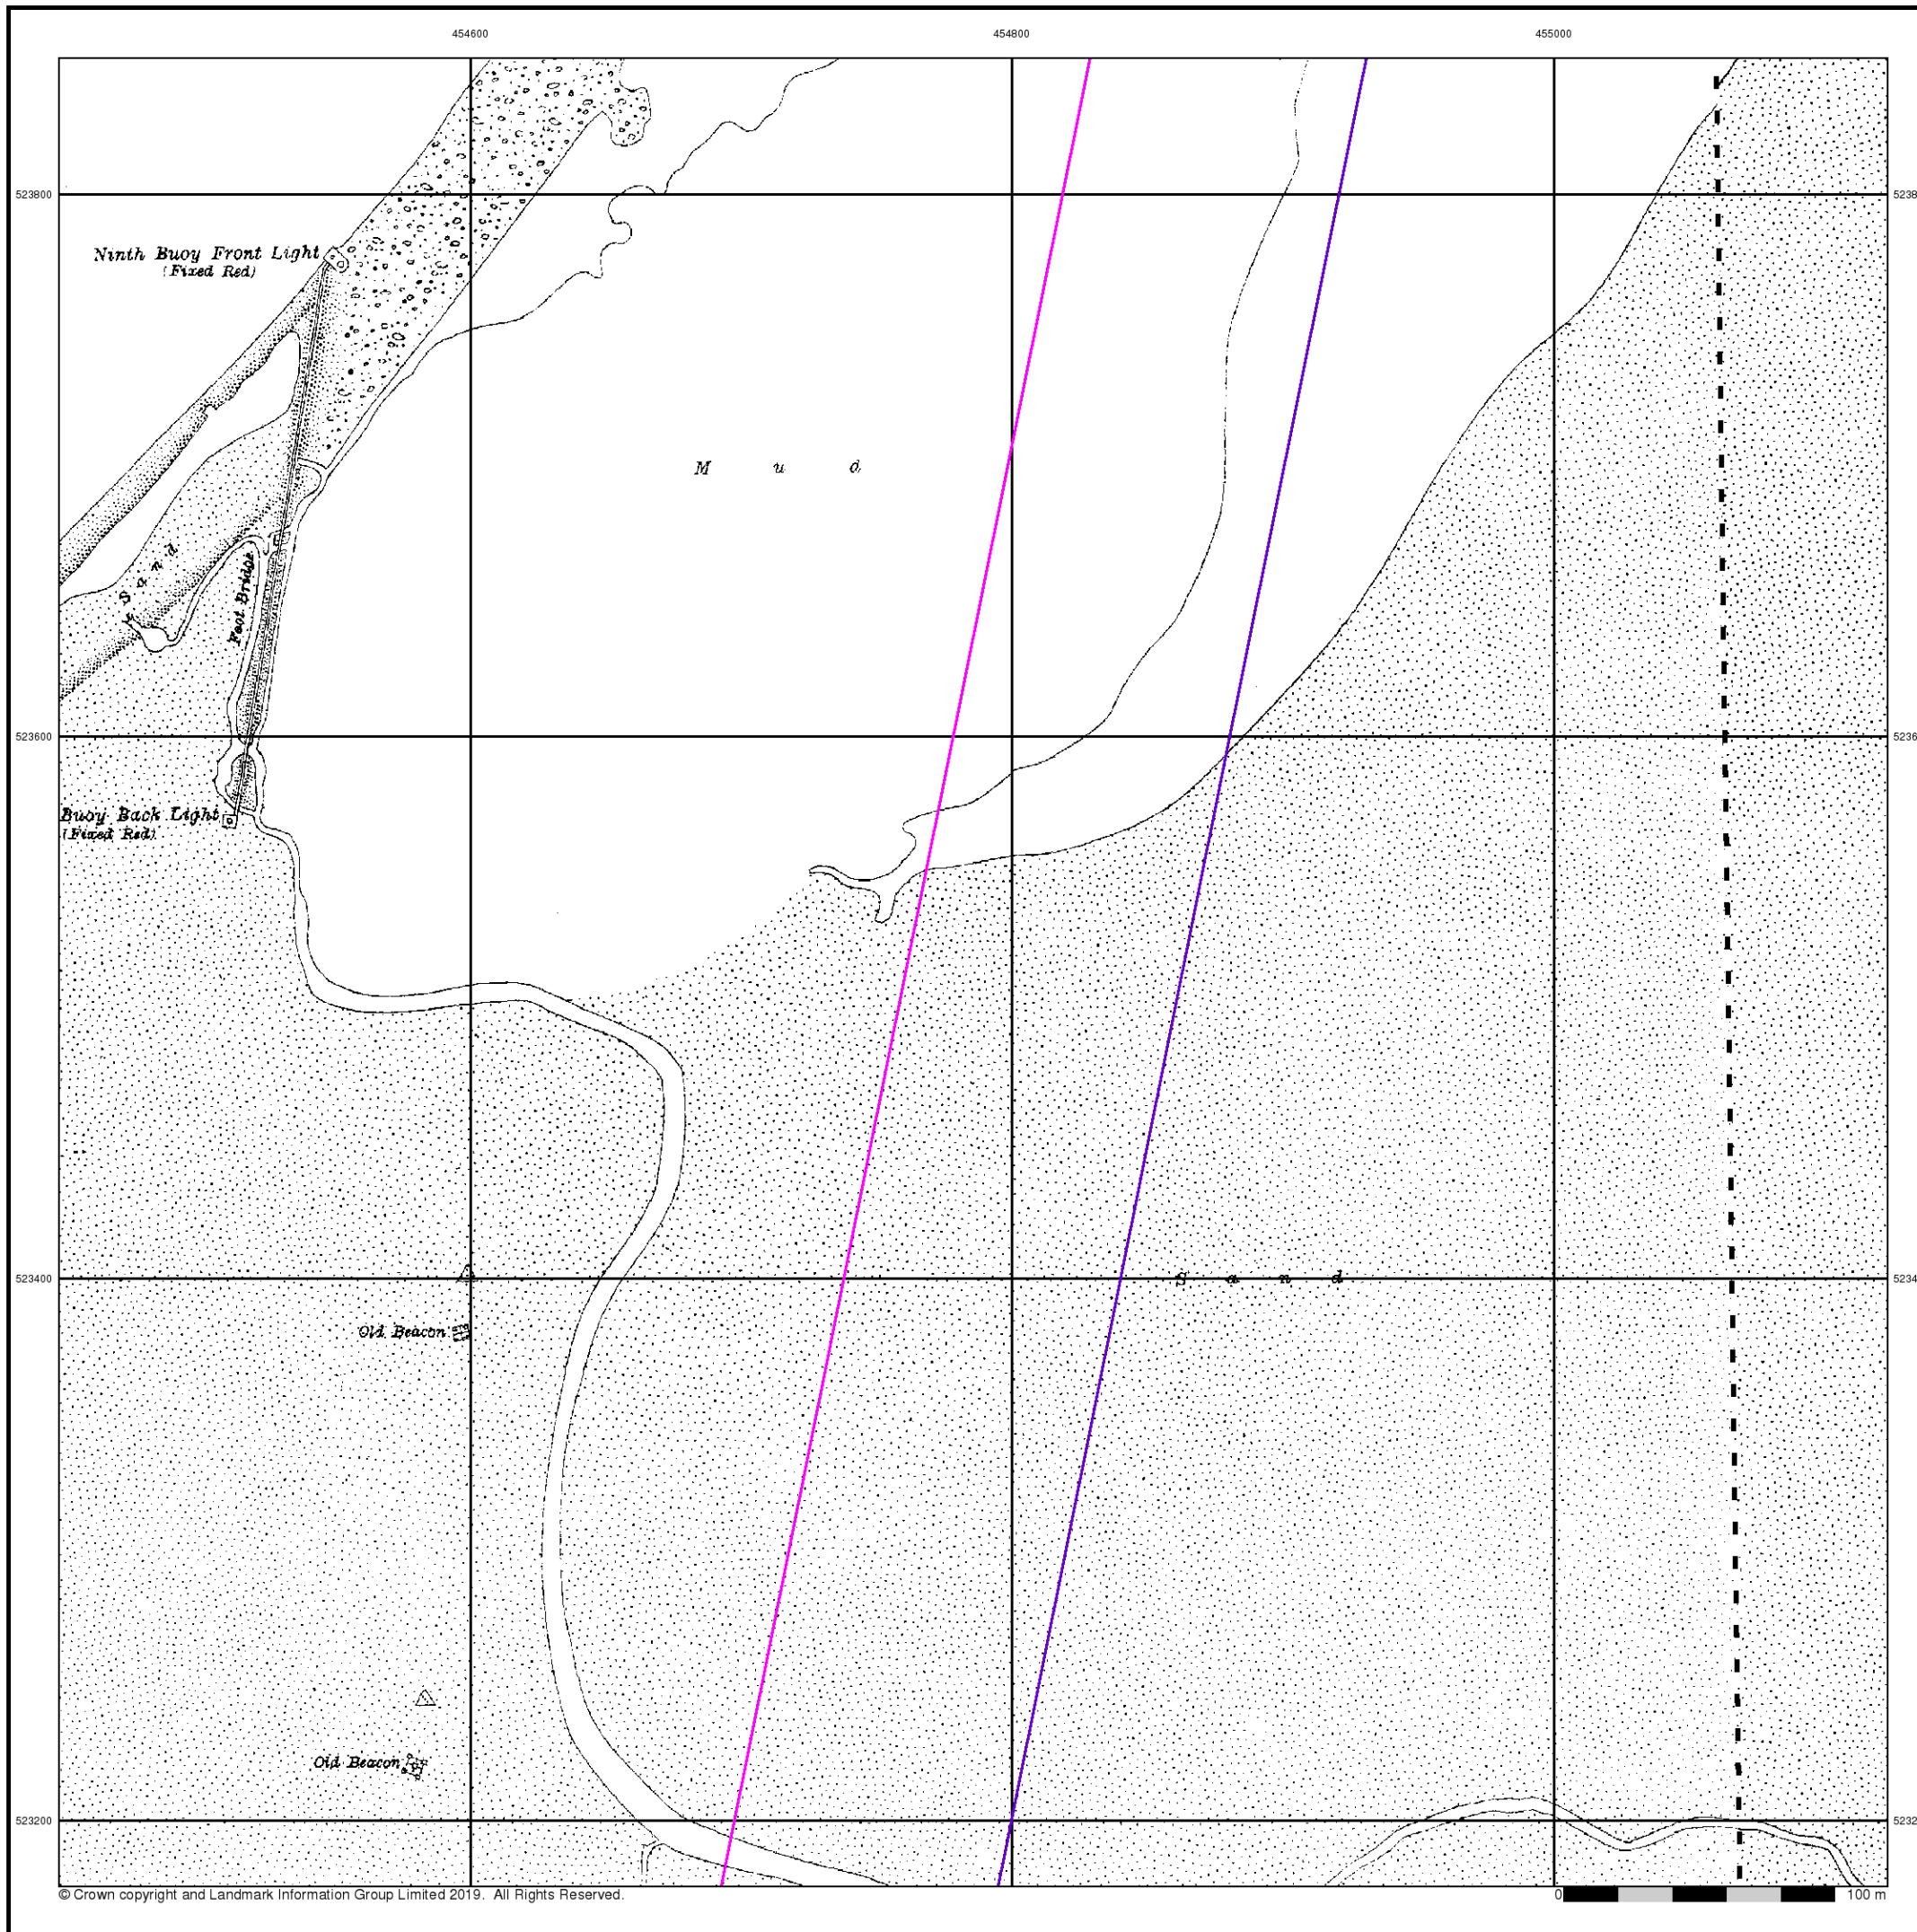 454600 454800 455000
523800 5238
Ninth Buoy Front Light
(Fixed Red)
M u d
Sand
Foot Bridge
523600 5236
Buoy Back Light
(Fixed Red)
523400 5234
S a n d
Old Beacon
Old Beacon
523200 5232
© Crown copyright and Landmark Information Group Limited 2019. All Rights Reserved.
0 100 m